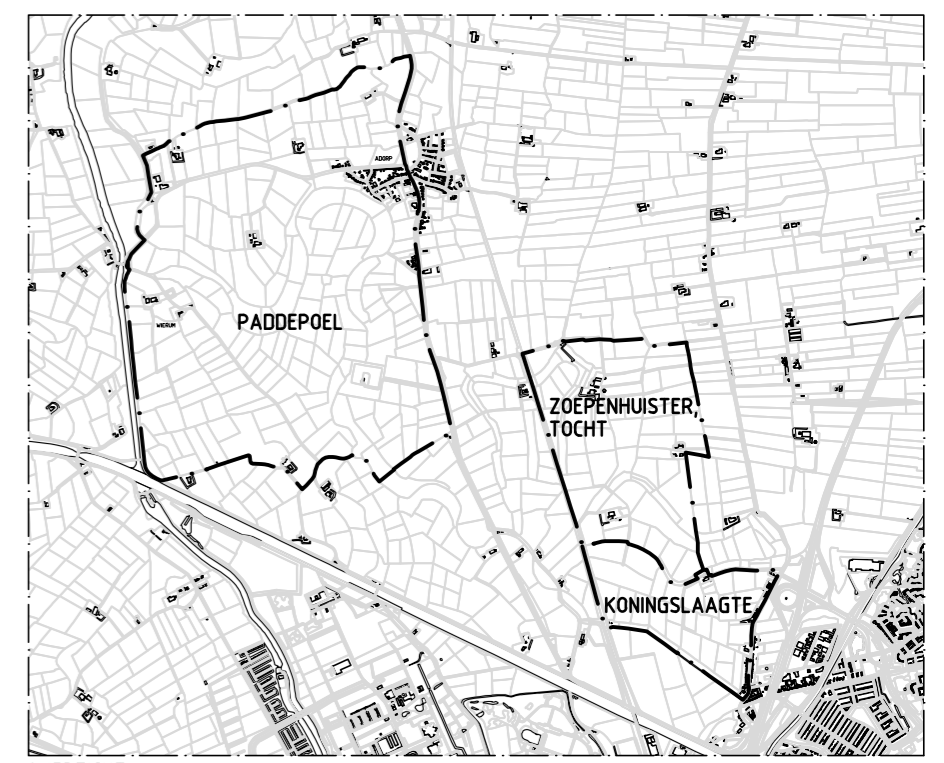 ADORP
WIERUM
PADDEPOEL
ZOEPENHUISTER,
TOCHT
KONINGSLAAGTE